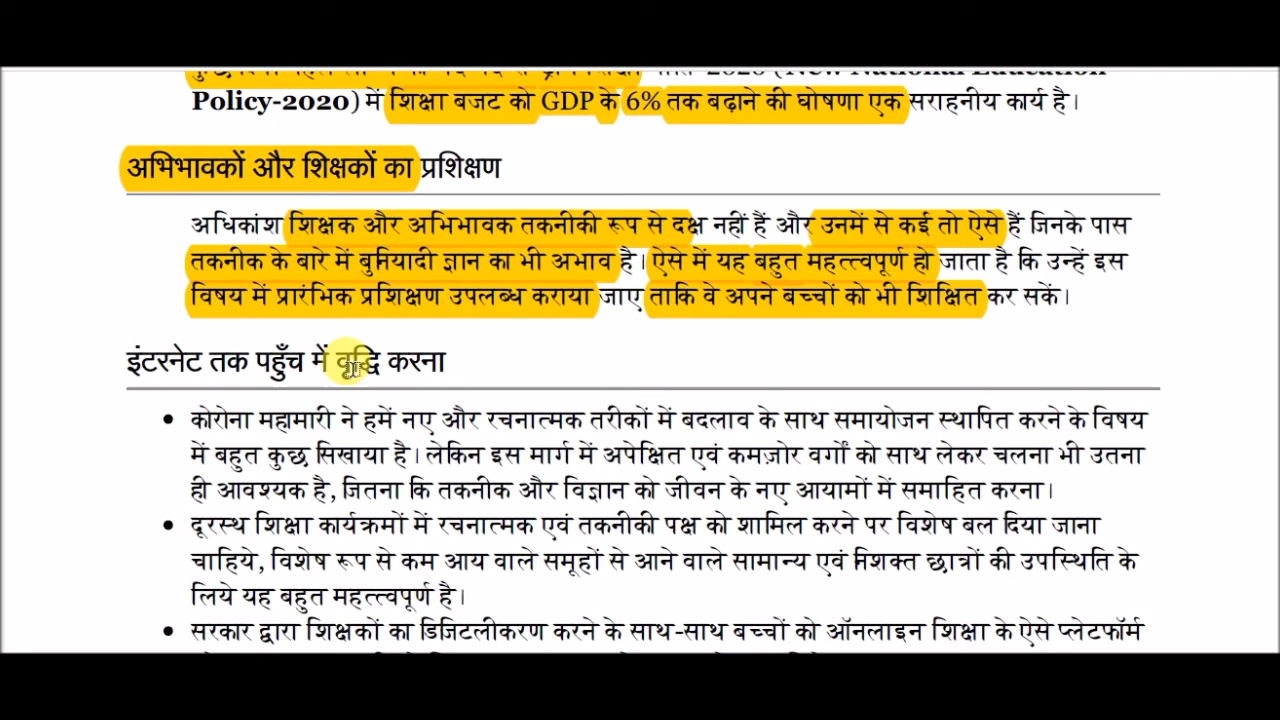 Policy-2020) में शिक्षा बजट को GDP के 6% तक बढ़ाने की घोषणा एक सराहनीय कार्य है।
अभिभावकों और शिक्षकों का प्रशिक्षण
अधिकांश शिक्षक और अभिभावक तकनीकी रूप से दक्ष नहीं हैं और उनमें से कई तो ऐसे हैं जिनके पास
तकनीक के बारे में बुनियादी ज्ञान का भी अभाव है। ऐसे में यह बहुत महत्त्वपूर्ण हो जाता है कि उन्हें इस
विषय में प्रारंभिक प्रशिक्षण उपलब्ध कराया जाए ताकि वे अपने बच्चों को भी शिक्षित कर सकें।
इंटरनेट तक पहुँच में वृद्धि करना
• कोरोना महामारी ने हमें नए और रचनात्मक तरीकों में बदलाव के साथ समायोजन स्थापित करने के विषय
में बहुत कुछ सिखाया है। लेकिन इस मार्ग में अपेक्षित एवं कमज़ोर वर्गों को साथ लेकर चलना भी उतना
ही आवश्यक है, जितना कि तकनीक और विज्ञान को जीवन के नए आयामों में समाहित करना।
• दूरस्थ शिक्षा कार्यक्रमों में रचनात्मक एवं तकनीकी पक्ष को शामिल करने पर विशेष बल दिया जाना
चाहिये, विशेष रूप से कम आय वाले समूहों से आने वाले सामान्य एवं निशक्त छात्रों की उपस्थिति के
लिये यह बहुत महत्त्वपूर्ण है।
• सरकार द्वारा शिक्षकों का डिजिटलीकरण करने के साथ-साथ बच्चों को ऑनलाइन शिक्षा के ऐसे प्लेटफॉर्म